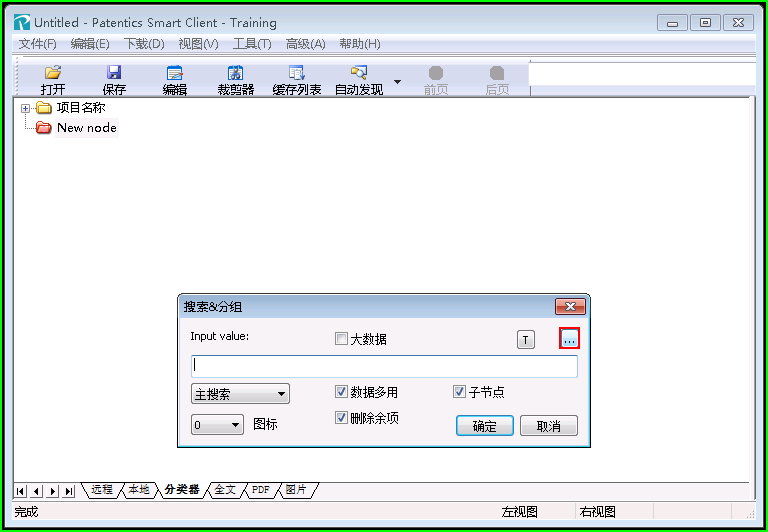 Untitled - Patentics Smart Client - Training
文件(F) 编辑(E) 下载(D) 视图(V) 工具(T) 高级(A) 帮助(H)
打开 保存 编辑 裁剪器 缓存列表 自动发现 前页 后页
项目名称
New node
搜索&分组
Input value: 大数据 T ...
主搜索 数据多用 子节点
0 图标 删除余项 确定 取消
远程 本地 分类器 全文 PDF 图片
完成 左视图 右视图